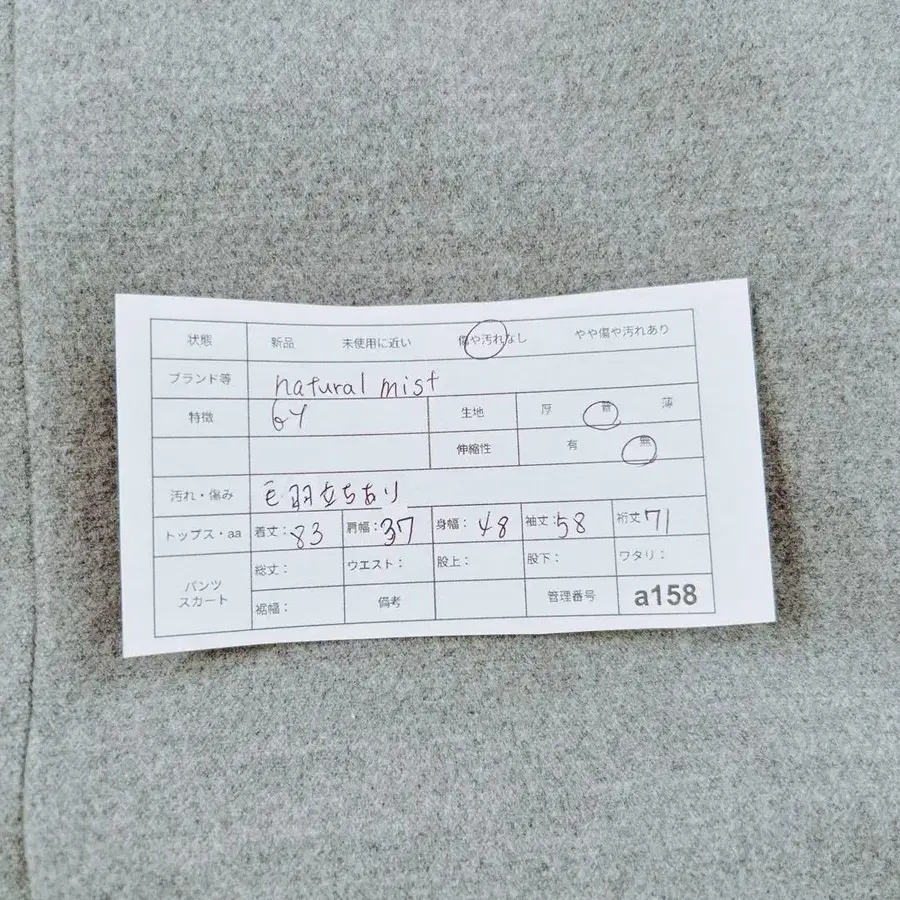 状態 新品 未使用に近い 傷や汚れなし やや傷や汚れあり
ブランド等 natural mist
特徴 GY 生地 厚 普 薄
伸縮性 有 無
汚れ・傷み 毛羽立ちあり
トップス・aa 着丈:83 肩幅:37 身幅:48 袖丈:58 裄丈71
パンツ スカート 総丈: ウエスト: 股上: 股下: ワタリ:
裾幅: 備考 管理番号 a158